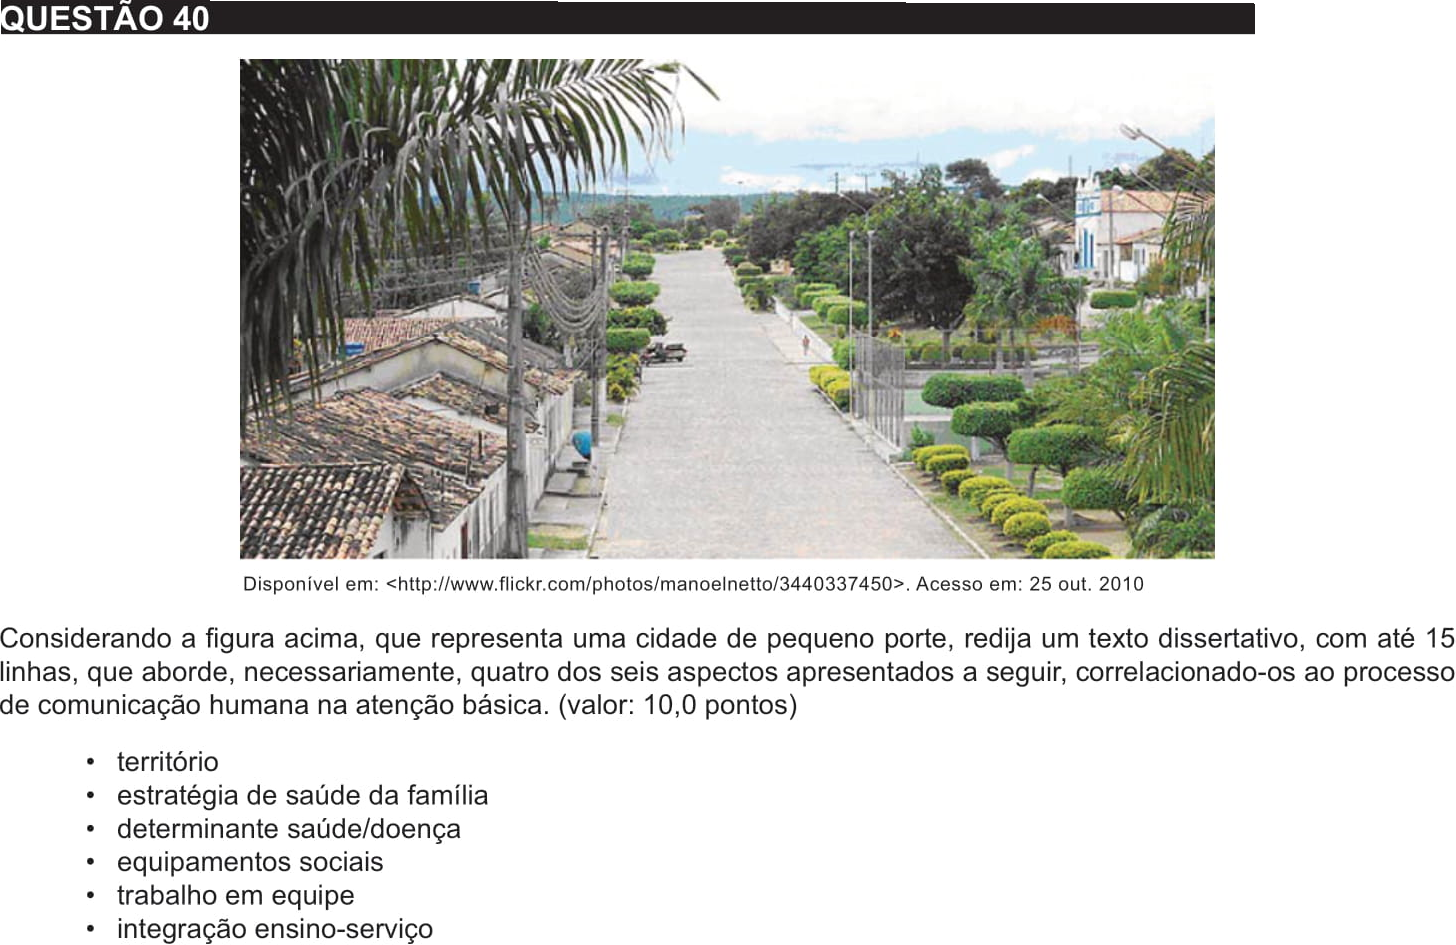 QUESTÃO 40
Disponível em: <http://www.flickr.com/photos/manoelnetto/3440337450>. Acesso em: 25 out. 2010
Considerando a figura acima, que representa uma cidade de pequeno porte, redija um texto dissertativo, com até 15
linhas, que aborde, necessariamente, quatro dos seis aspectos apresentados a seguir, correlacionado-os ao processo
de comunicação humana na atenção básica. (valor: 10,0 pontos)
• território
• estratégia de saúde da família
• determinante saúde/doença
• equipamentos sociais
• trabalho em equipe
• integração ensino-serviço